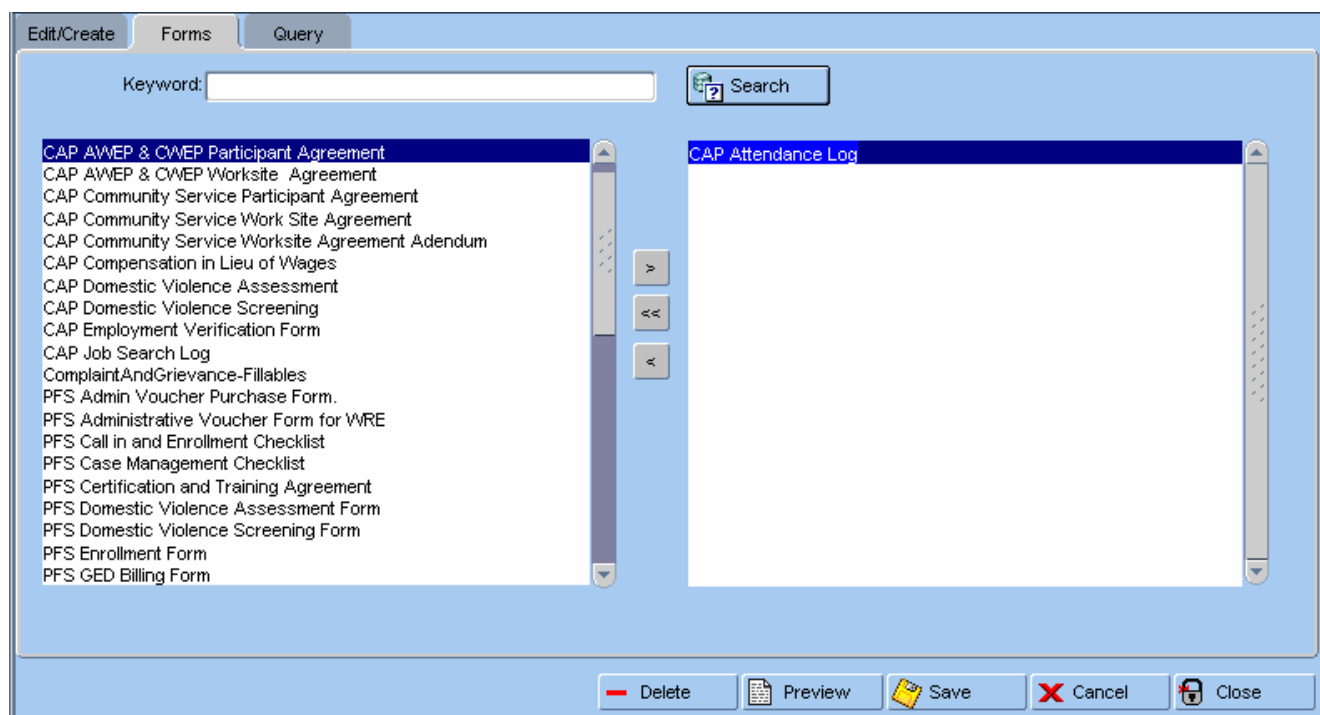 Edit/Create Forms Query
Keyword: Search
CAP AWEP & CWEP Participant Agreement
CAP AWEP & CWEP Worksite Agreement
CAP Community Service Participant Agreement
CAP Community Service Work Site Agreement
CAP Community Service Worksite Agreement Adendum
CAP Compensation in Lieu of Wages
CAP Domestic Violence Assessment
CAP Domestic Violence Screening
CAP Employment Verification Form
CAP Job Search Log
ComplaintAndGrievance-Fillables
PFS Admin Voucher Purchase Form.
PFS Administrative Voucher Form for WRE
PFS Call in and Enrollment Checklist
PFS Case Management Checklist
PFS Certification and Training Agreement
PFS Domestic Violence Assessment Form
PFS Domestic Violence Screening Form
PFS Enrollment Form
PFS GED Billing Form
>
<<
<
CAP Attendance Log
Delete Preview Save Cancel Close